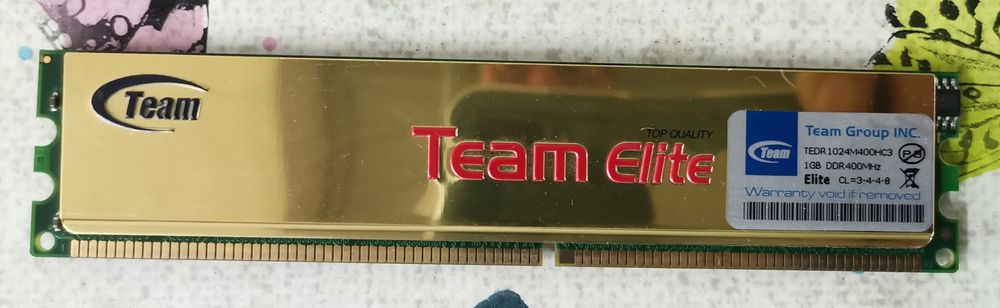 Team
TOP QUALITY
Team Elite
Team
Team Group INC.
TEDR1024M400HC3
1GB DDR400MHz
Elite CL=3-4-4-8
Pb
Warranty void if removed